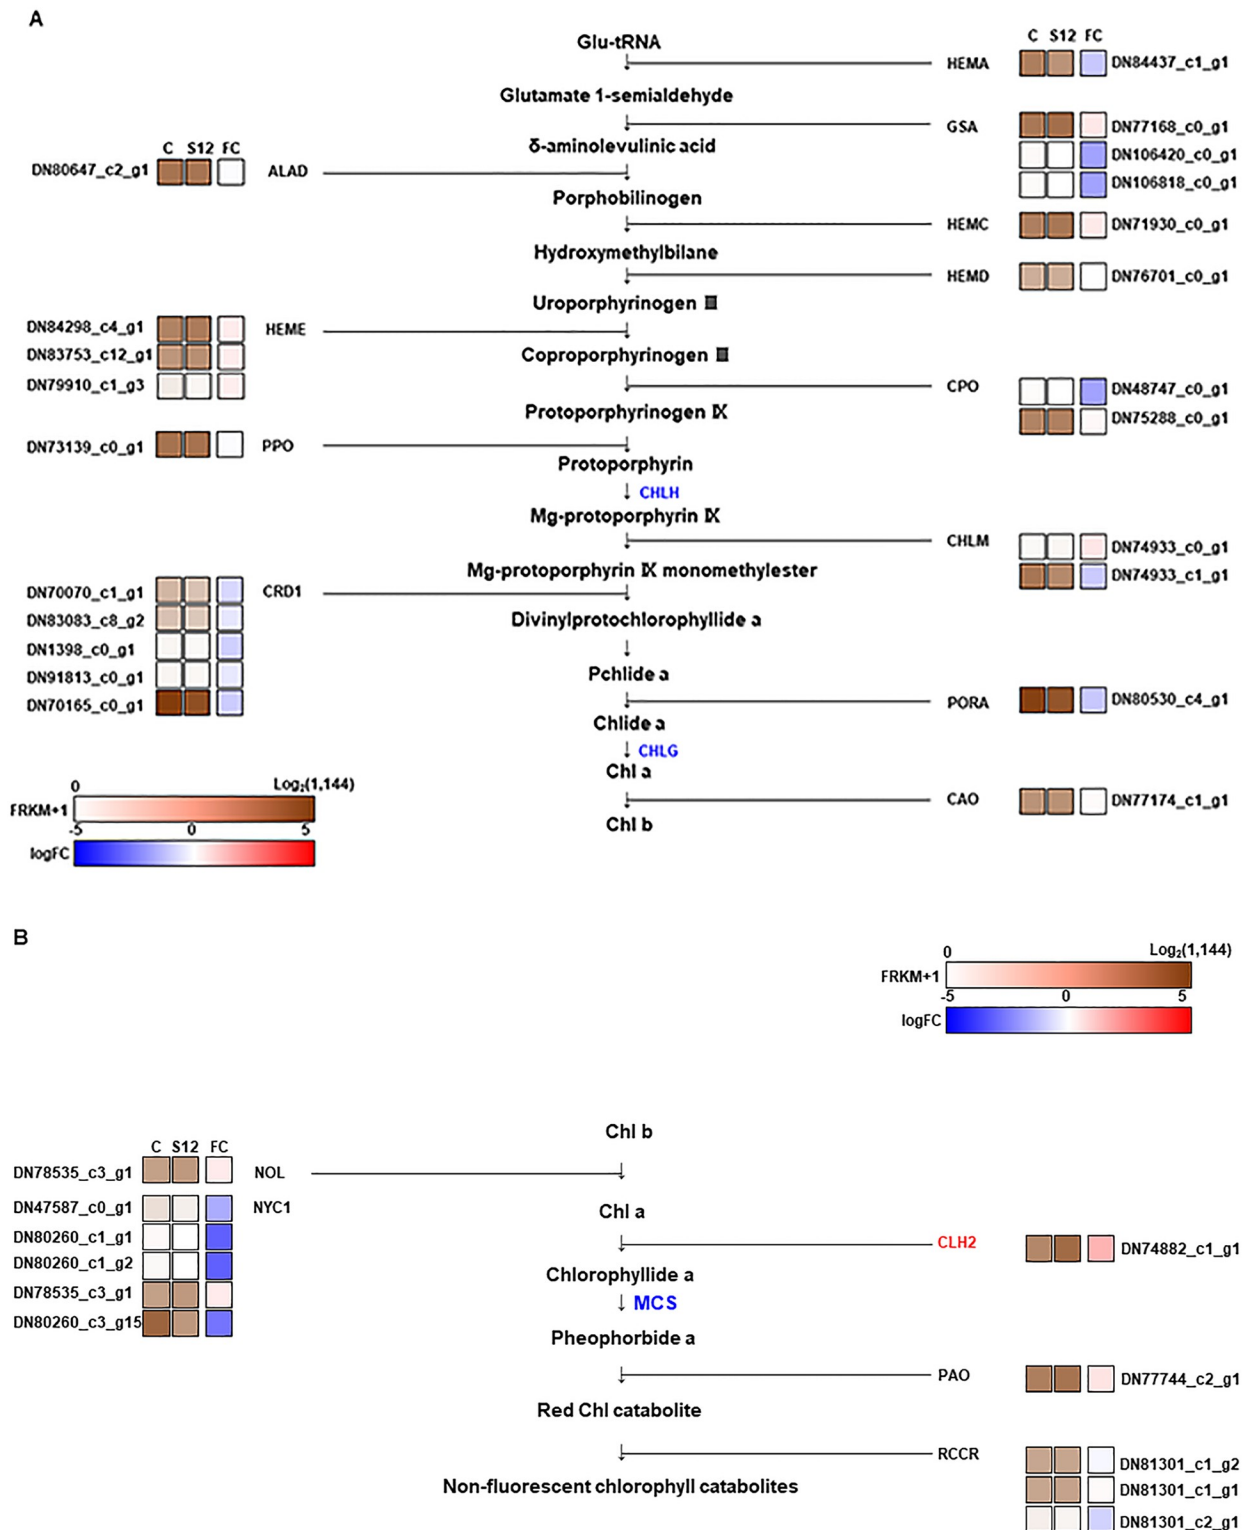 A
Glu-tRNA
C S12 FC
HEMA DN84437_c1_g1
Glutamate 1-semialdehyde
GSA DN77168_c0_g1
C S12 FC
δ-aminolevulinic acid
DN106420_c0_g1
DN80647_c2_g1 ALAD
DN106818_c0_g1
Porphobilinogen
HEMC DN71930_c0_g1
Hydroxymethylbilane
HEMD DN76701_c0_g1
Uroporphyrinogen
DN84298_c4_g1 HEME
DN83753_c12_g1
Coproporphyrinogen
DN79910_c1_g3
CPO DN48747_c0_g1
Protoporphyrinogen Ⅸ
DN75288_c0_g1
DN73139_c0_g1 PPO
Protoporphyrin
CHLH
Mg-protoporphyrin Ⅸ
CHLM DN74933_c0_g1
Mg-protoporphyrin Ⅸ monomethylester
DN74933_c1_g1
DN70070_c1_g1 CRD1
DN83083_c8_g2
Divinylprotochlorophyllide a
DN1398_c0_g1
DN91813_c0_g1
Pchlide a
DN70165_c0_g1
PORA DN80530_c4_g1
Chlide a
CHLG
Chl a
0 Log2(1,144)
CAO DN77174_c1_g1
FRKM+1
Chl b
-5 0 5
logFC
B
0 Log2(1,144)
FRKM+1
-5 0 5
logFC
Chl b
C S12 FC
DN78535_c3_g1 NOL
DN47587_c0_g1 NYC1
Chl a
DN80260_c1_g1
CLH2 DN74882_c1_g1
DN80260_c1_g2
Chlorophyllide a
DN78535_c3_g1
MCS
DN80260_c3_g15
Pheophorbide a
PAO DN77744_c2_g1
Red Chl catabolite
RCCR DN81301_c1_g2
Non-fluorescent chlorophyll catabolites
DN81301_c1_g1
DN81301_c2_g1